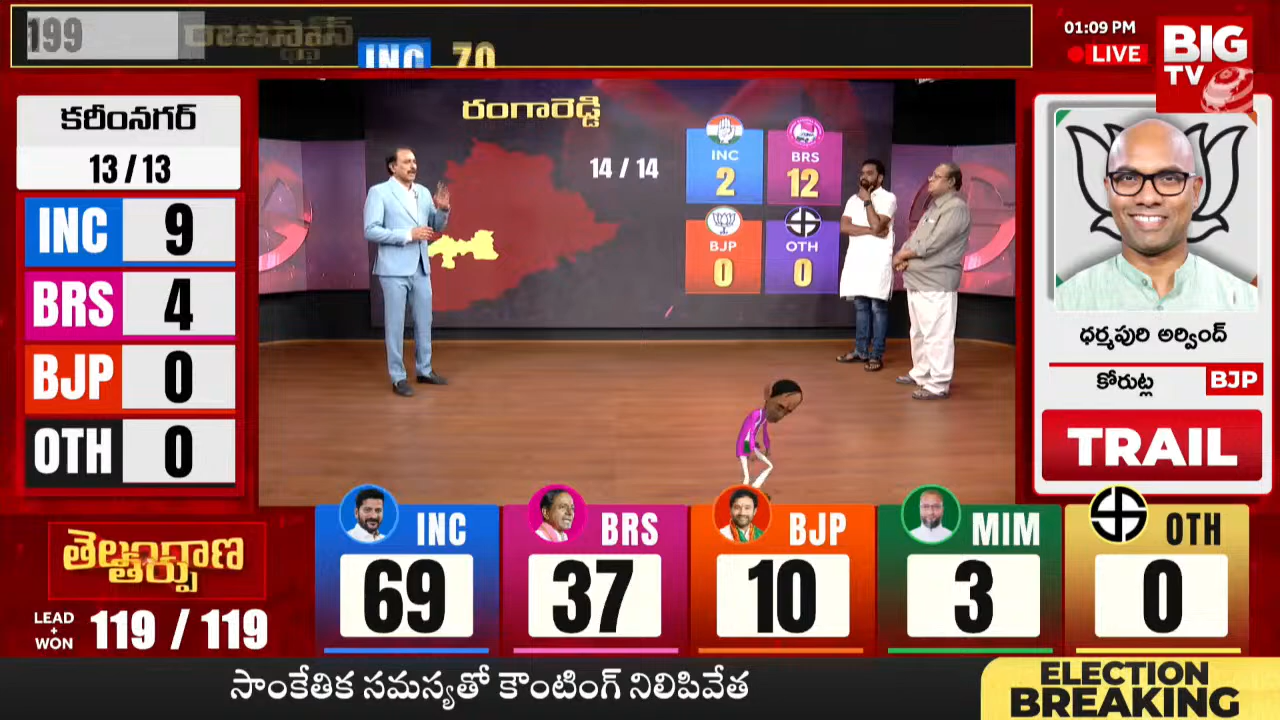 199 రాజస్థాన్
INC 70
01:09 PM
LIVE
BIG
TV
కరీంనగర్
13 / 13
INC 9
BRS 4
BJP 0
OTH 0
రంగారెడ్డి
14 / 14
INC
2
BRS
12
BJP
0
OTH
0
ధర్మపురి అర్వింద్
కోరుట్ల BJP
TRAIL
తెలంగాణ
తీర్పు
LEAD
+
WON
119 / 119
INC
69
BRS
37
BJP
10
MIM
3
OTH
0
సాంకేతిక సమస్యతో కౌంటింగ్ నిలిపివేత
ELECTION
BREAKING